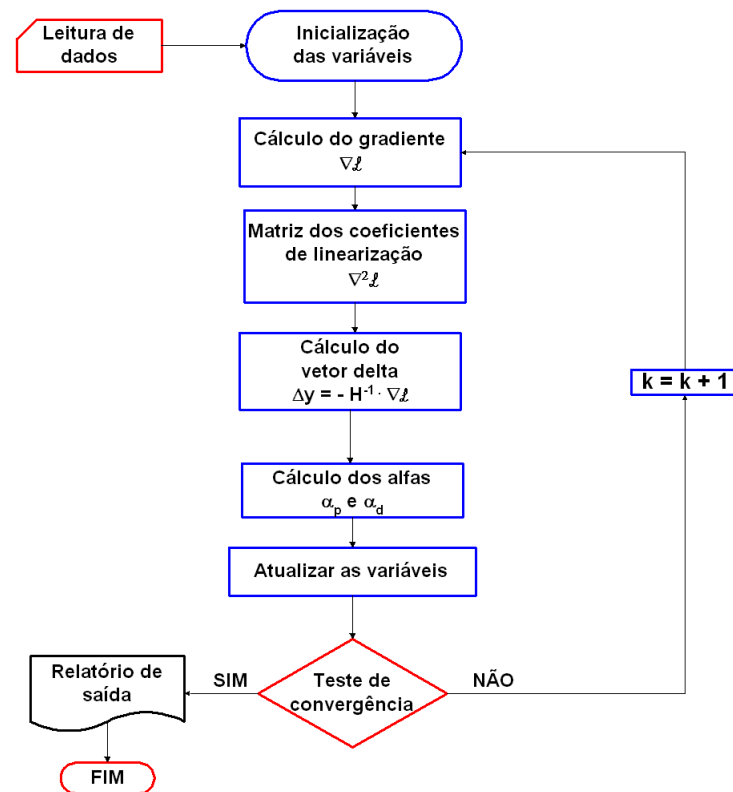 Leitura de
dados
Inicialização
das variáveis
Cálculo do gradiente
∇ℒ
Matriz dos coeficientes
de linearização
∇²ℒ
Cálculo do
vetor delta
Δy = - H⁻¹· ∇ℒ
k = k + 1
Cálculo dos alfas
αₚ e α_d
Atualizar as variáveis
Teste de
convergência
SIM
NÃO
Relatório de
saída
FIM